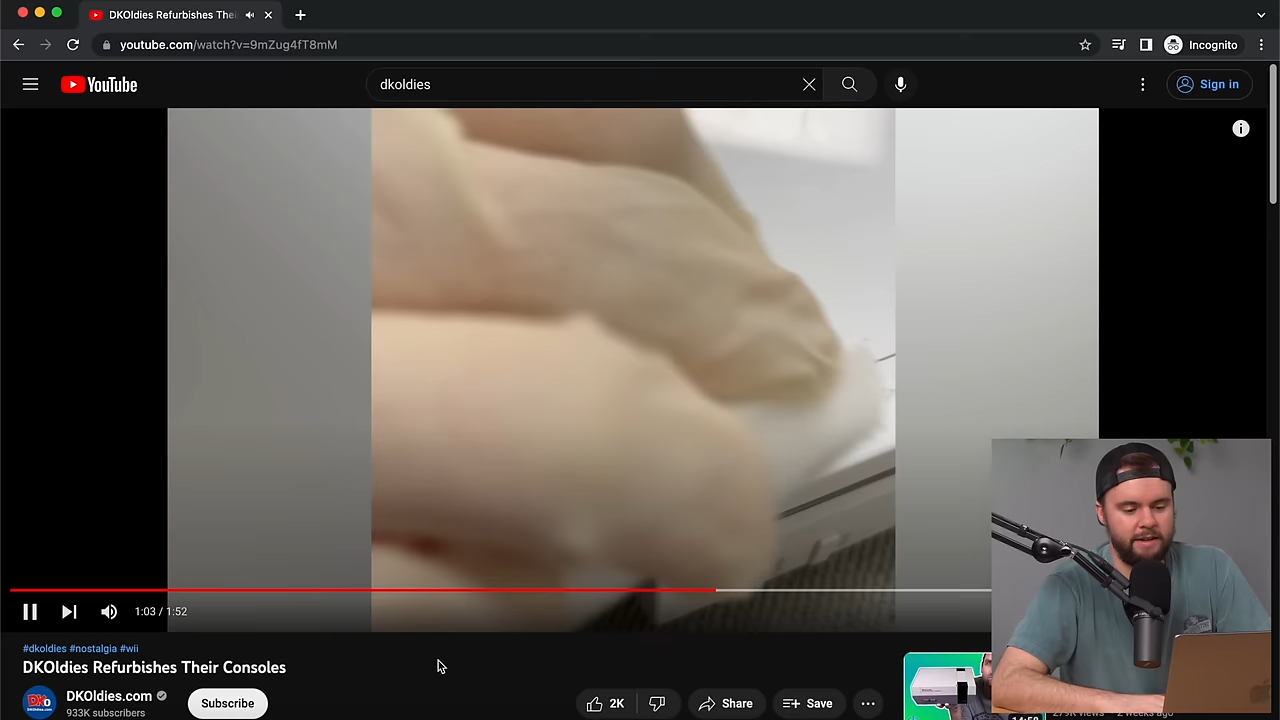 DKOldies Refurbishes Thei
youtube.com/watch?v=9mZug4fT8mM
Incognito
YouTube
dkoldies
Sign in
1:03 / 1:52
#dkoldies #nostalgia #wii
DKOldies Refurbishes Their Consoles
DKOldies.com
933K subscribers
Subscribe
2K
Share
Save